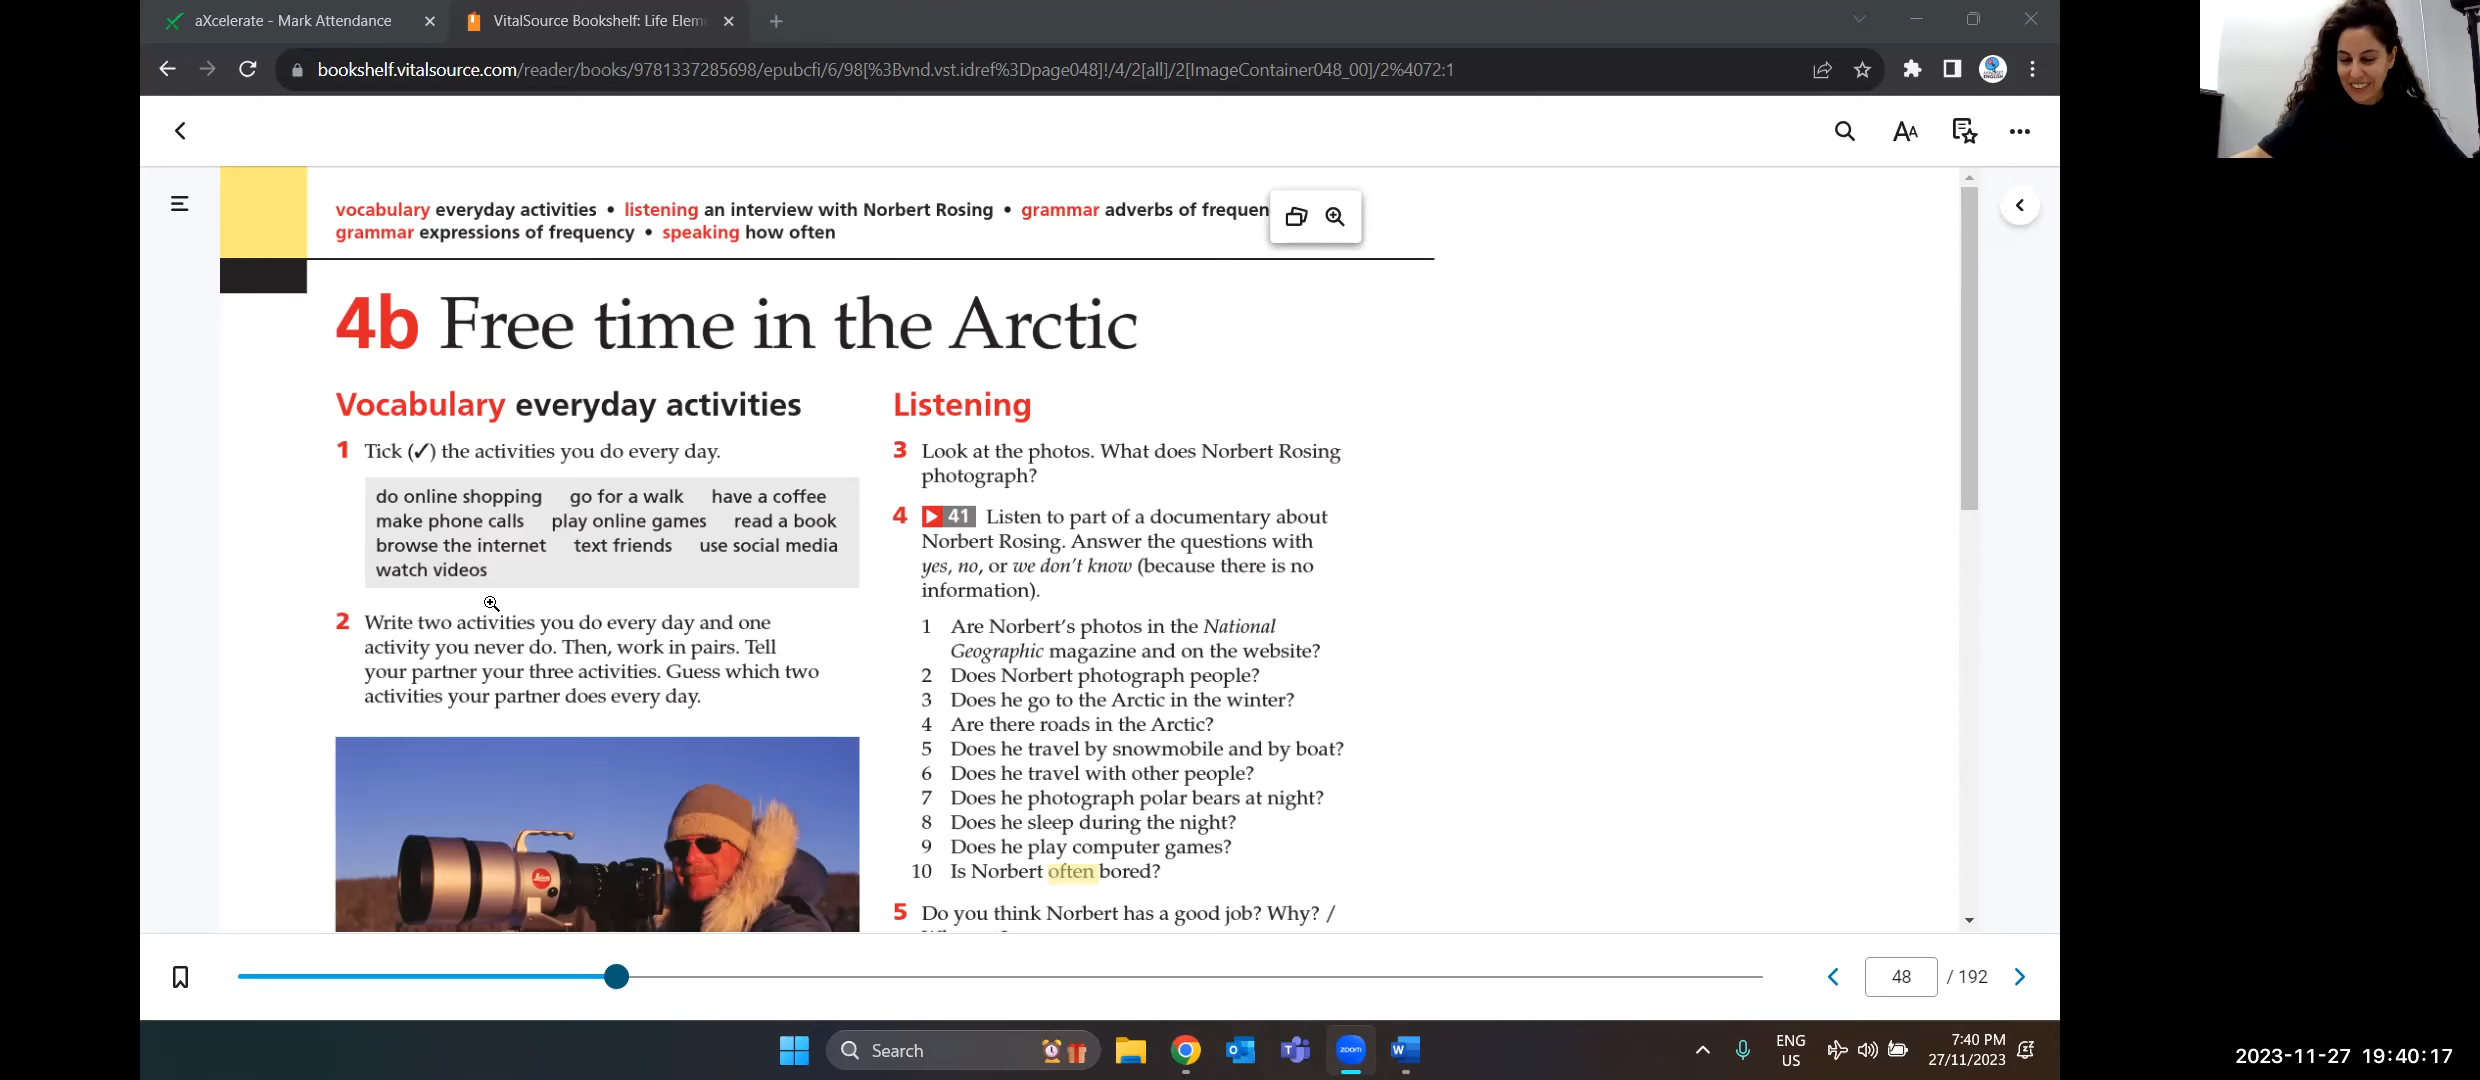 aXcelerate - Mark Attendance
VitalSource Bookshelf: Life Elem
bookshelf.vitalsource.com/reader/books/9781337285698/epubcfi/6/98[%3Bvnd.vst.idref%3Dpage048]!/4/2[all]/2[ImageContainer048_00]/2%4072:1
vocabulary everyday activities • listening an interview with Norbert Rosing • grammar adverbs of frequen
grammar expressions of frequency • speaking how often
4b Free time in the Arctic
Vocabulary everyday activities
1 Tick (✓) the activities you do every day.
do online shopping go for a walk have a coffee
make phone calls play online games read a book
browse the internet text friends use social media
watch videos
2 Write two activities you do every day and one
activity you never do. Then, work in pairs. Tell
your partner your three activities. Guess which two
activities your partner does every day.
Listening
3 Look at the photos. What does Norbert Rosing
photograph?
4 41 Listen to part of a documentary about
Norbert Rosing. Answer the questions with
yes, no, or we don't know (because there is no
information).
1 Are Norbert's photos in the National
Geographic magazine and on the website?
2 Does Norbert photograph people?
3 Does he go to the Arctic in the winter?
4 Are there roads in the Arctic?
5 Does he travel by snowmobile and by boat?
6 Does he travel with other people?
7 Does he photograph polar bears at night?
8 Does he sleep during the night?
9 Does he play computer games?
10 Is Norbert often bored?
5 Do you think Norbert has a good job? Why? /
Leica
48 / 192
Search
zoom
ENG
US
7:40 PM
27/11/2023
2023-11-27 19:40:17